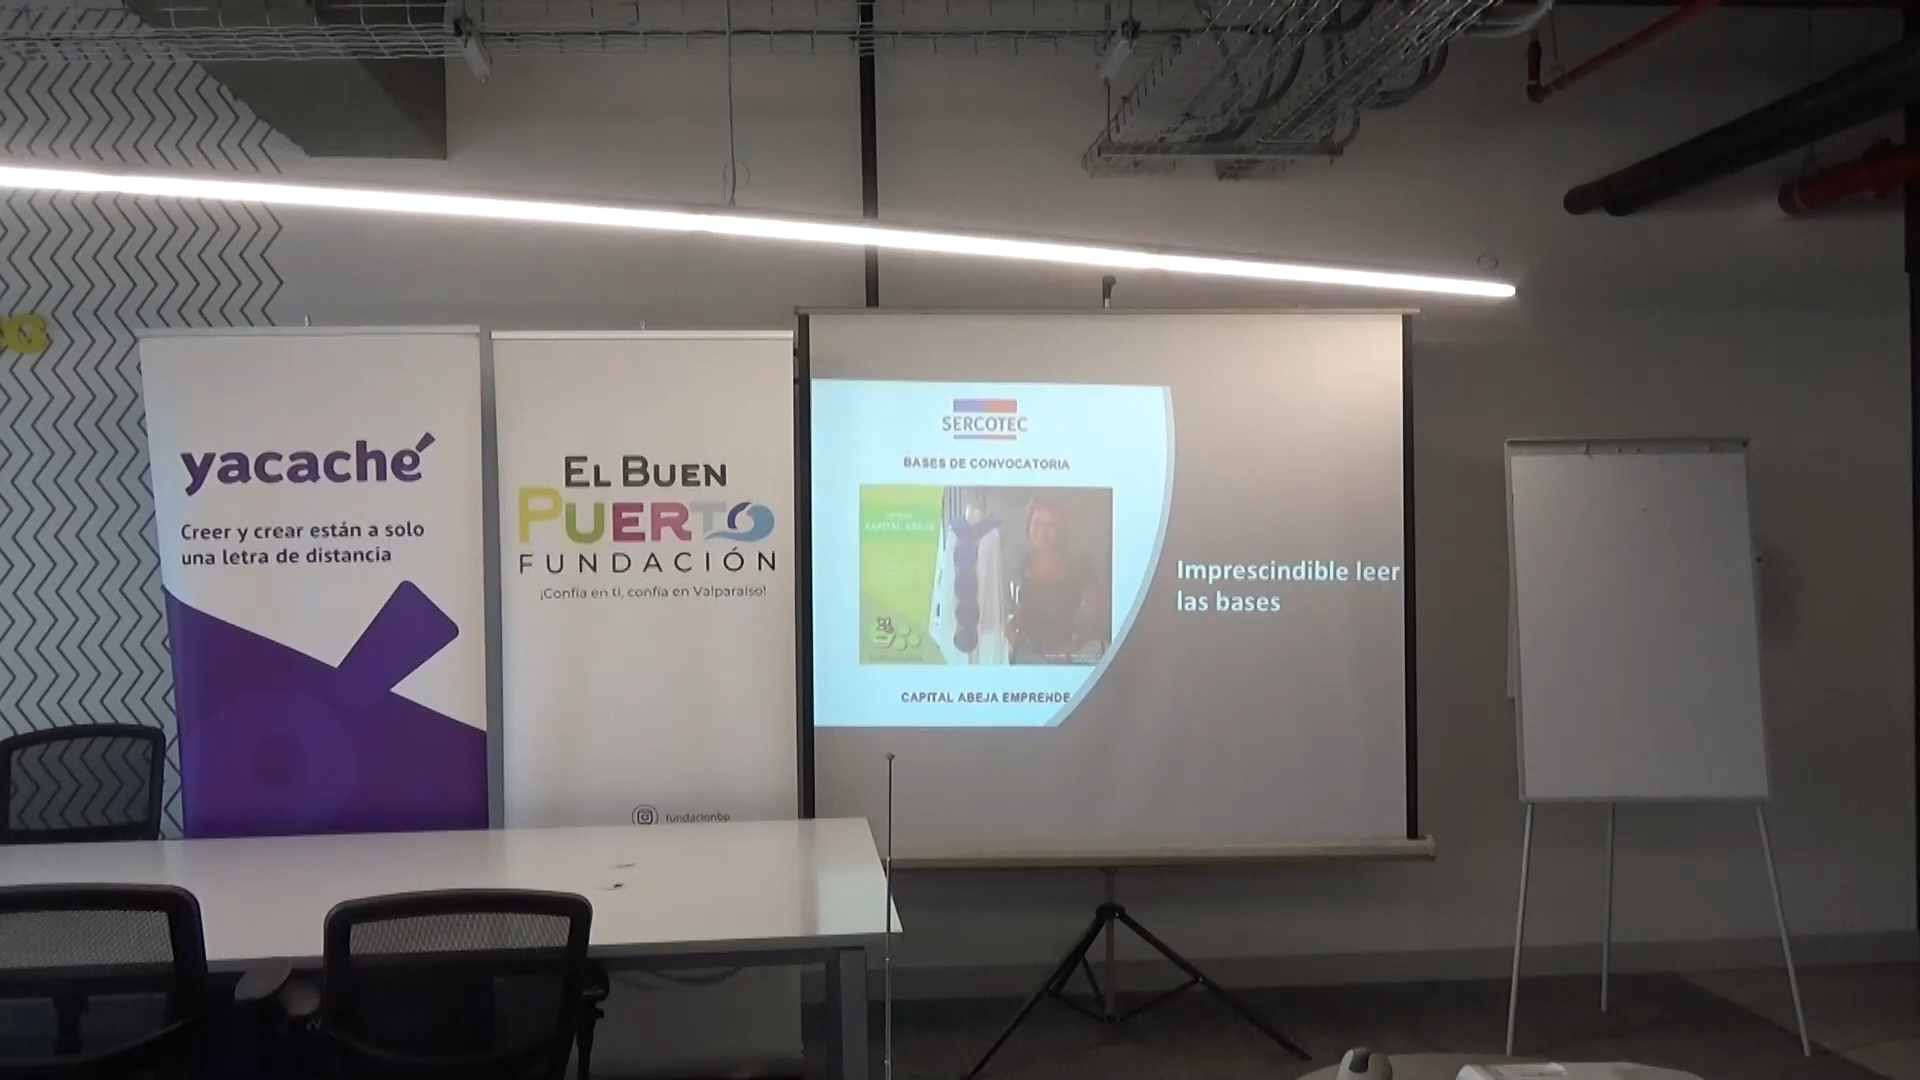 yacaché
Creer y crear están a solo
una letra de distancia
EL BUEN
PUERTO
FUNDACIÓN
¡Confía en ti, confía en Valparaíso!
fundacionbp
SERCOTEC
BASES DE CONVOCATORIA
CAPITAL ABEJA
CAPITAL ABEJA EMPRENDE
Imprescindible leer
las bases